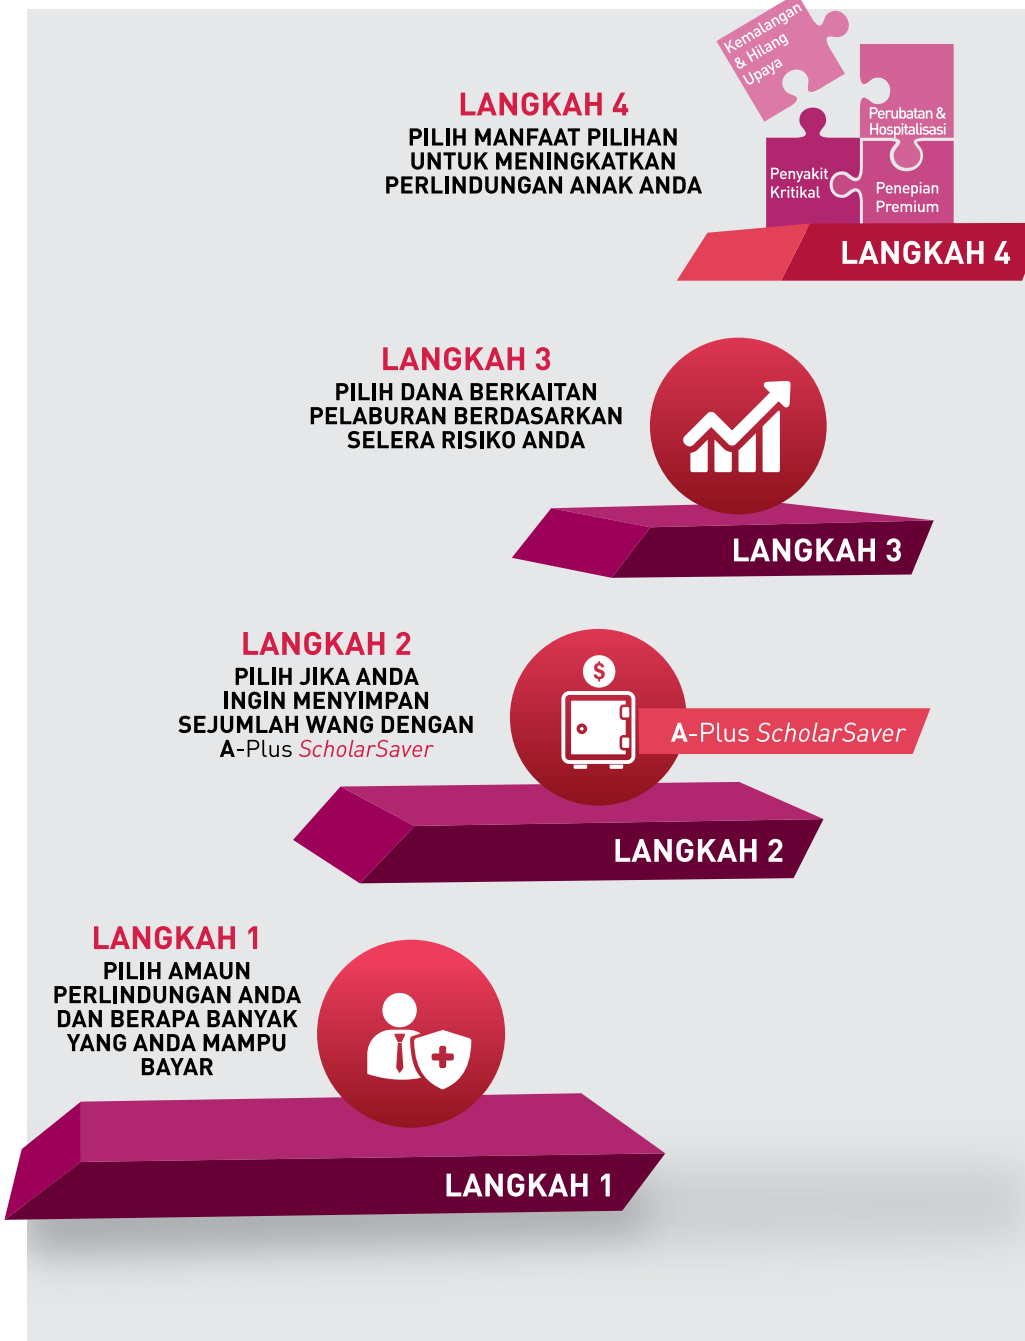 LANGKAH 4
PILIH MANFAAT PILIHAN
UNTUK MENINGKATKAN
PERLINDUNGAN ANAK ANDA
Kemalangan
& Hilang
Upaya
Perubatan &
Hospitalisasi
Penyakit
Kritikal
Penepian
Premium
LANGKAH 4
LANGKAH 3
PILIH DANA BERKAITAN
PELABURAN BERDASARKAN
SELERA RISIKO ANDA
LANGKAH 3
LANGKAH 2
PILIH JIKA ANDA
INGIN MENYIMPAN
SEJUMLAH WANG DENGAN
A-Plus ScholarSaver
$
A-Plus ScholarSaver
LANGKAH 2
LANGKAH 1
PILIH AMAUN
PERLINDUNGAN ANDA
DAN BERAPA BANYAK
YANG ANDA MAMPU
BAYAR
LANGKAH 1